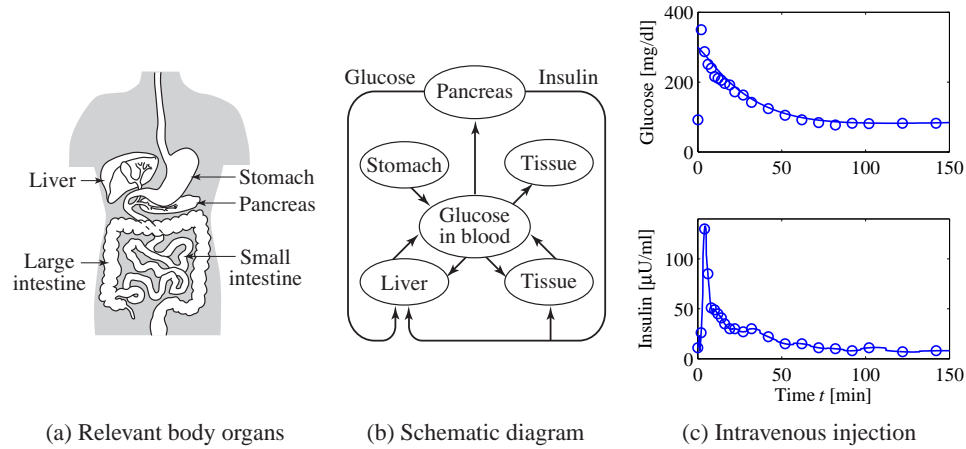 Liver
Stomach
Pancreas
Large
intestine
Small
intestine
(a) Relevant body organs
Glucose
Insulin
Pancreas
Stomach
Tissue
Glucose
in blood
Liver
Tissue
(b) Schematic diagram
Glucose [mg/dl]
400
200
0
0 50 100 150
Insulin [µU/ml]
100
50
0
0 50 100 150
Time t [min]
(c) Intravenous injection